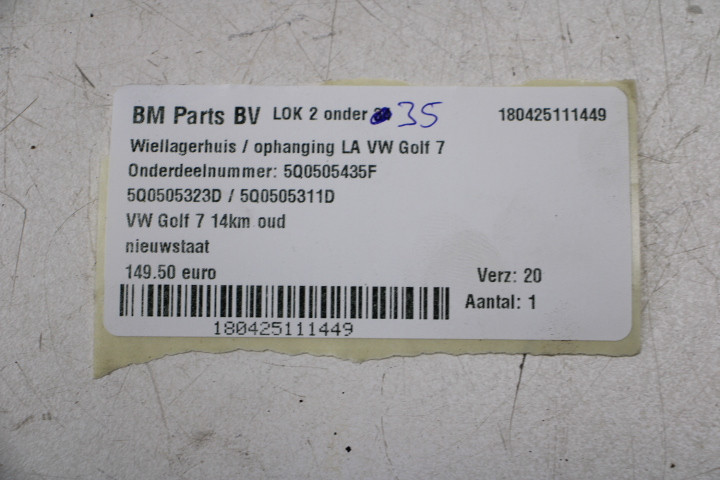 BM Parts BV LOK 2 onder 35 180425111449
Wiellagerhuis / ophanging LA VW Golf 7
Onderdeelnummer: 5Q0505435F
5Q0505323D / 5Q0505311D
VW Golf 7 14km oud
nieuwstaat
149.50 euro Verz: 20
Aantal: 1
180425111449